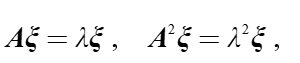 Aξ = λξ ,  A²ξ = λ²ξ ,